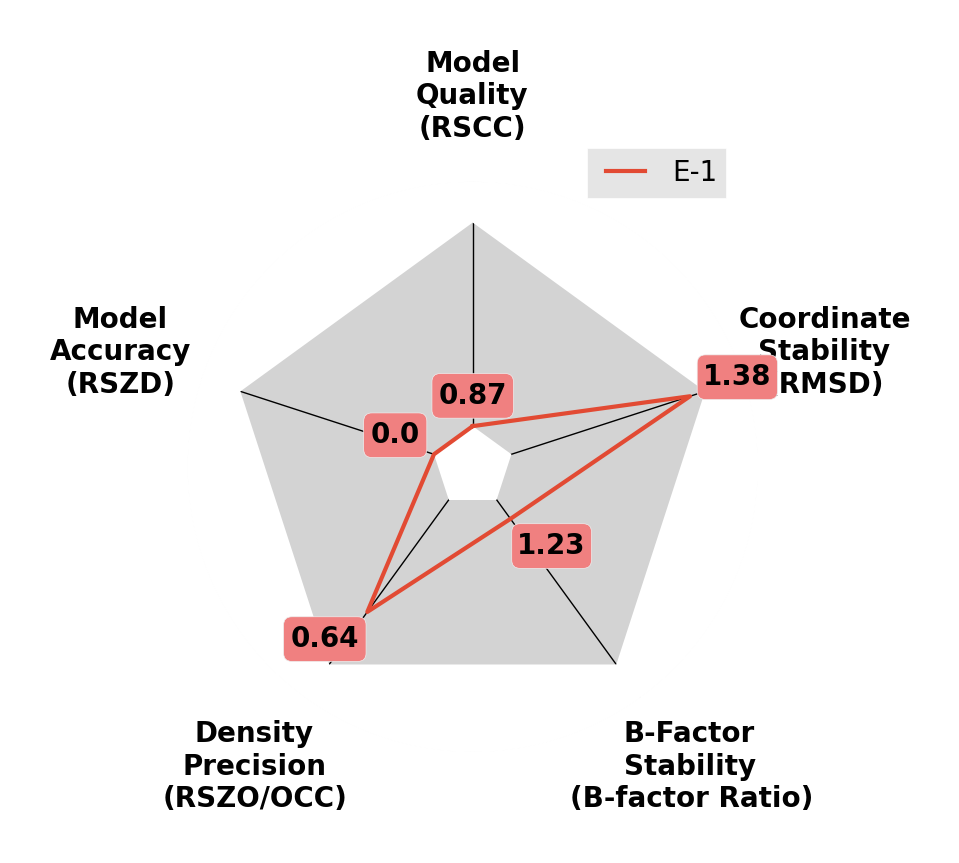 Model
Quality
(RSCC)
E-1
Model
Accuracy
(RSZD)
Coordinate
Stability
(RMSD)
1.38
0.87
0.0
1.23
0.64
Density
Precision
(RSZO/OCC)
B-Factor
Stability
(B-factor Ratio)